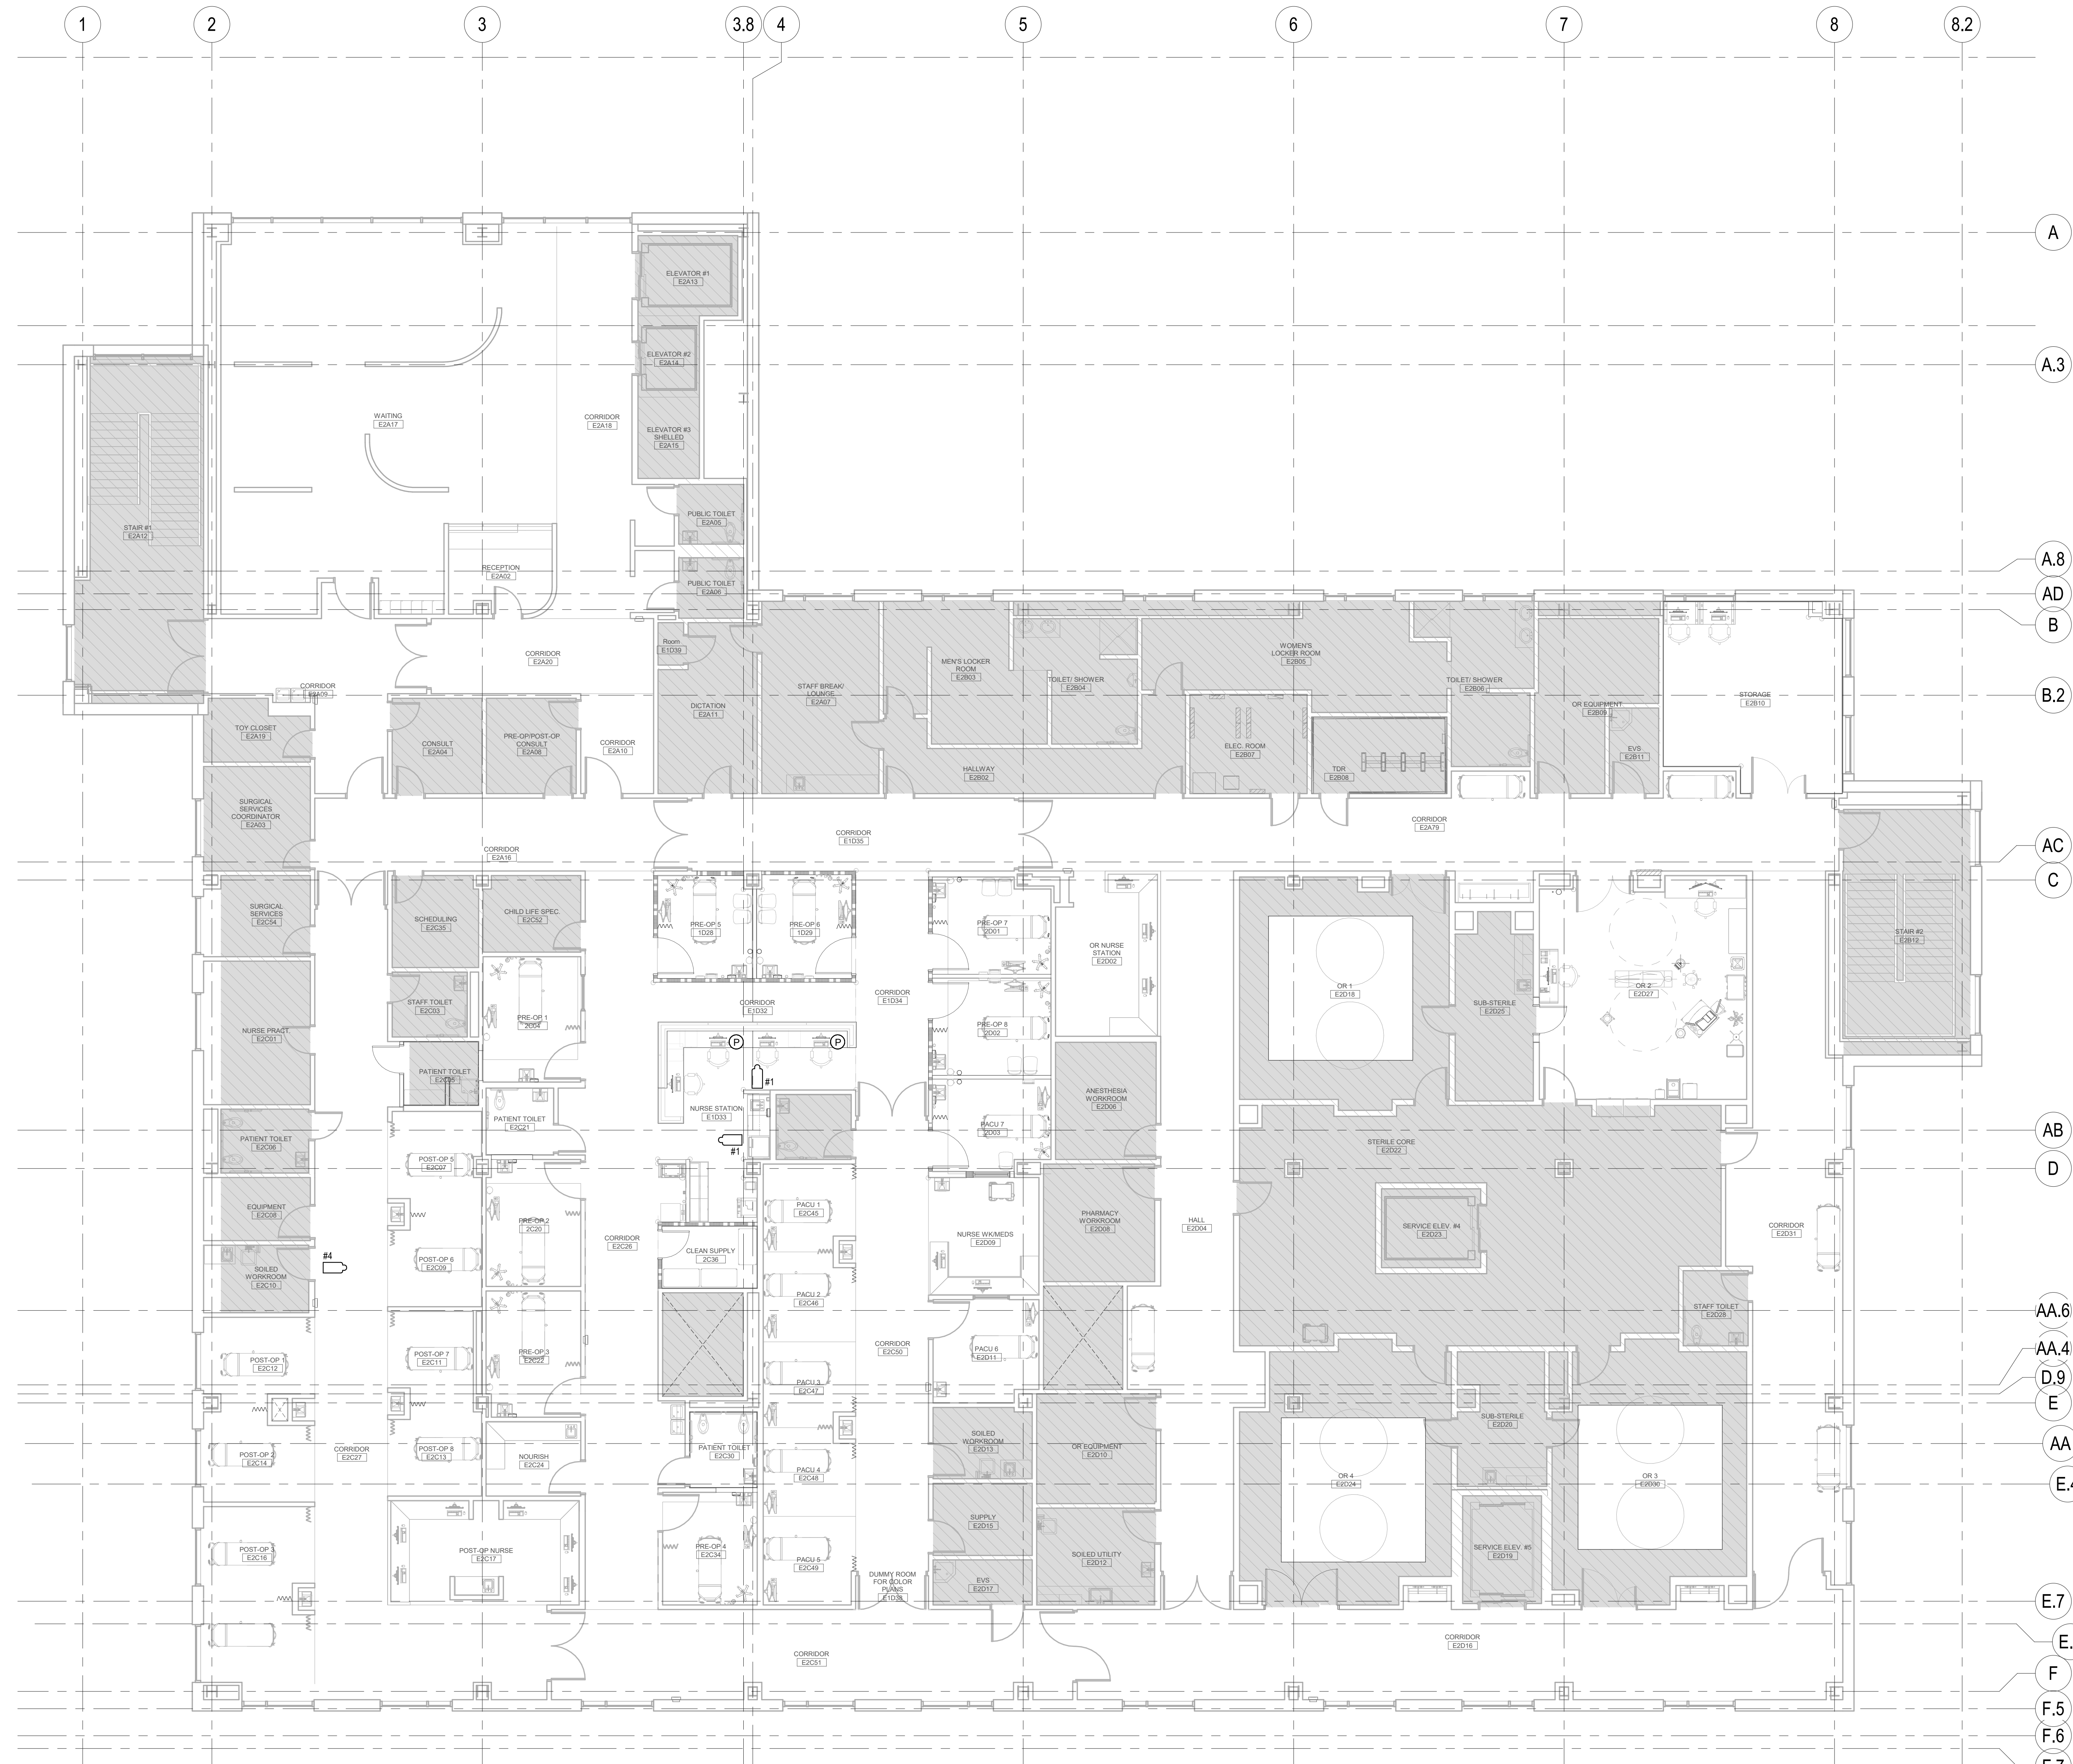 1
2
3
3.8
4
5
6
7
8
8.2
A
A.3
A.8
AD
B
B.2
AC
C
AB
D
AA.6
AA.4
D.9
E
AA
E.7
F
F.5
F.6
ELEVATOR #1
E2A13
ELEVATOR #2
E2A14
ELEVATOR #3
SHELLED
E2A15
WAITING
E2A17
CORRIDOR
E2A18
STAIR #1
E2A12
PUBLIC TOILET
E2A05
RECEPTION
E2A02
PUBLIC TOILET
E2A06
Room
E1D39
CORRIDOR
E2A20
CORRIDOR
E2A09
TOY CLOSET
E2A19
CONSULT
E2A04
PRE-OP/POST-OP
CONSULT
E2A08
CORRIDOR
E2A10
DICTATION
E2A11
STAFF BREAK/
LOUNGE
E2A07
MEN'S LOCKER
ROOM
E2B03
TOILET/ SHOWER
E2B04
WOMEN'S
LOCKER ROOM
E2B05
TOILET/ SHOWER
E2B06
OR EQUIPMENT
E2B09
STORAGE
E2B10
HALLWAY
E2B02
ELEC. ROOM
E2B07
TDR
E2B08
EVS
E2B11
SURGICAL
SERVICES
COORDINATOR
E2A03
CORRIDOR
E2A16
CORRIDOR
E1D35
CORRIDOR
E2A79
SURGICAL
SERVICES
E2C54
SCHEDULING
E2C35
CHILD LIFE SPEC.
E2C52
PRE-OP 5
1D28
PRE-OP 6
1D29
PRE-OP 7
2D01
OR NURSE
STATION
E2D02
OR 1
E2D18
SUB-STERILE
E2D25
OR 2
E2D27
STAIR #2
E2B12
NURSE PRACT.
E2C01
STAFF TOILET
E2C03
PRE-OP 1
2C04
CORRIDOR
E1D32
CORRIDOR
E1D34
PRE-OP 8
2D02
P
P
PATIENT TOILET
E2C05
#1
NURSE STATION
E1D33
#1
ANESTHESIA
WORKROOM
E2D06
PATIENT TOILET
E2C06
PATIENT TOILET
E2C21
PACU 7
2D03
STERILE CORE
E2D22
POST-OP 5
E2C07
EQUIPMENT
E2C08
PRE-OP 2
2C20
CORRIDOR
E2C26
PACU 1
E2C45
NURSE WK/MEDS
E2D09
PHARMACY
WORKROOM
E2D08
HALL
E2D04
SERVICE ELEV. #4
E2D23
CORRIDOR
E2D31
#4
SOILED
WORKROOM
E2C10
POST-OP 6
E2C09
CLEAN SUPPLY
2C36
PACU 2
E2C46
STAFF TOILET
E2D28
POST-OP 1
E2C12
POST-OP 7
E2C11
PRE-OP 3
E2C22
CORRIDOR
E2C50
PACU 6
E2D11
PACU 3
E2C47
POST-OP 2
E2C14
CORRIDOR
E2C27
POST-OP 8
E2C13
NOURISH
E2C24
PATIENT TOILET
E2C30
PACU 4
E2C48
SOILED
WORKROOM
E2D13
OR EQUIPMENT
E2D10
OR 4
E2D24
SUB-STERILE
E2D20
OR 3
E2D30
POST-OP 3
E2C16
POST-OP NURSE
E2C17
PRE-OP 4
E2C34
PACU 5
E2C49
SUPPLY
E2D15
SOILED UTILITY
E2D12
SERVICE ELEV. #5
E2D19
DUMMY ROOM
FOR COLOR
PLANS
E1D38
EVS
E2D17
CORRIDOR
E2C51
CORRIDOR
E2D16